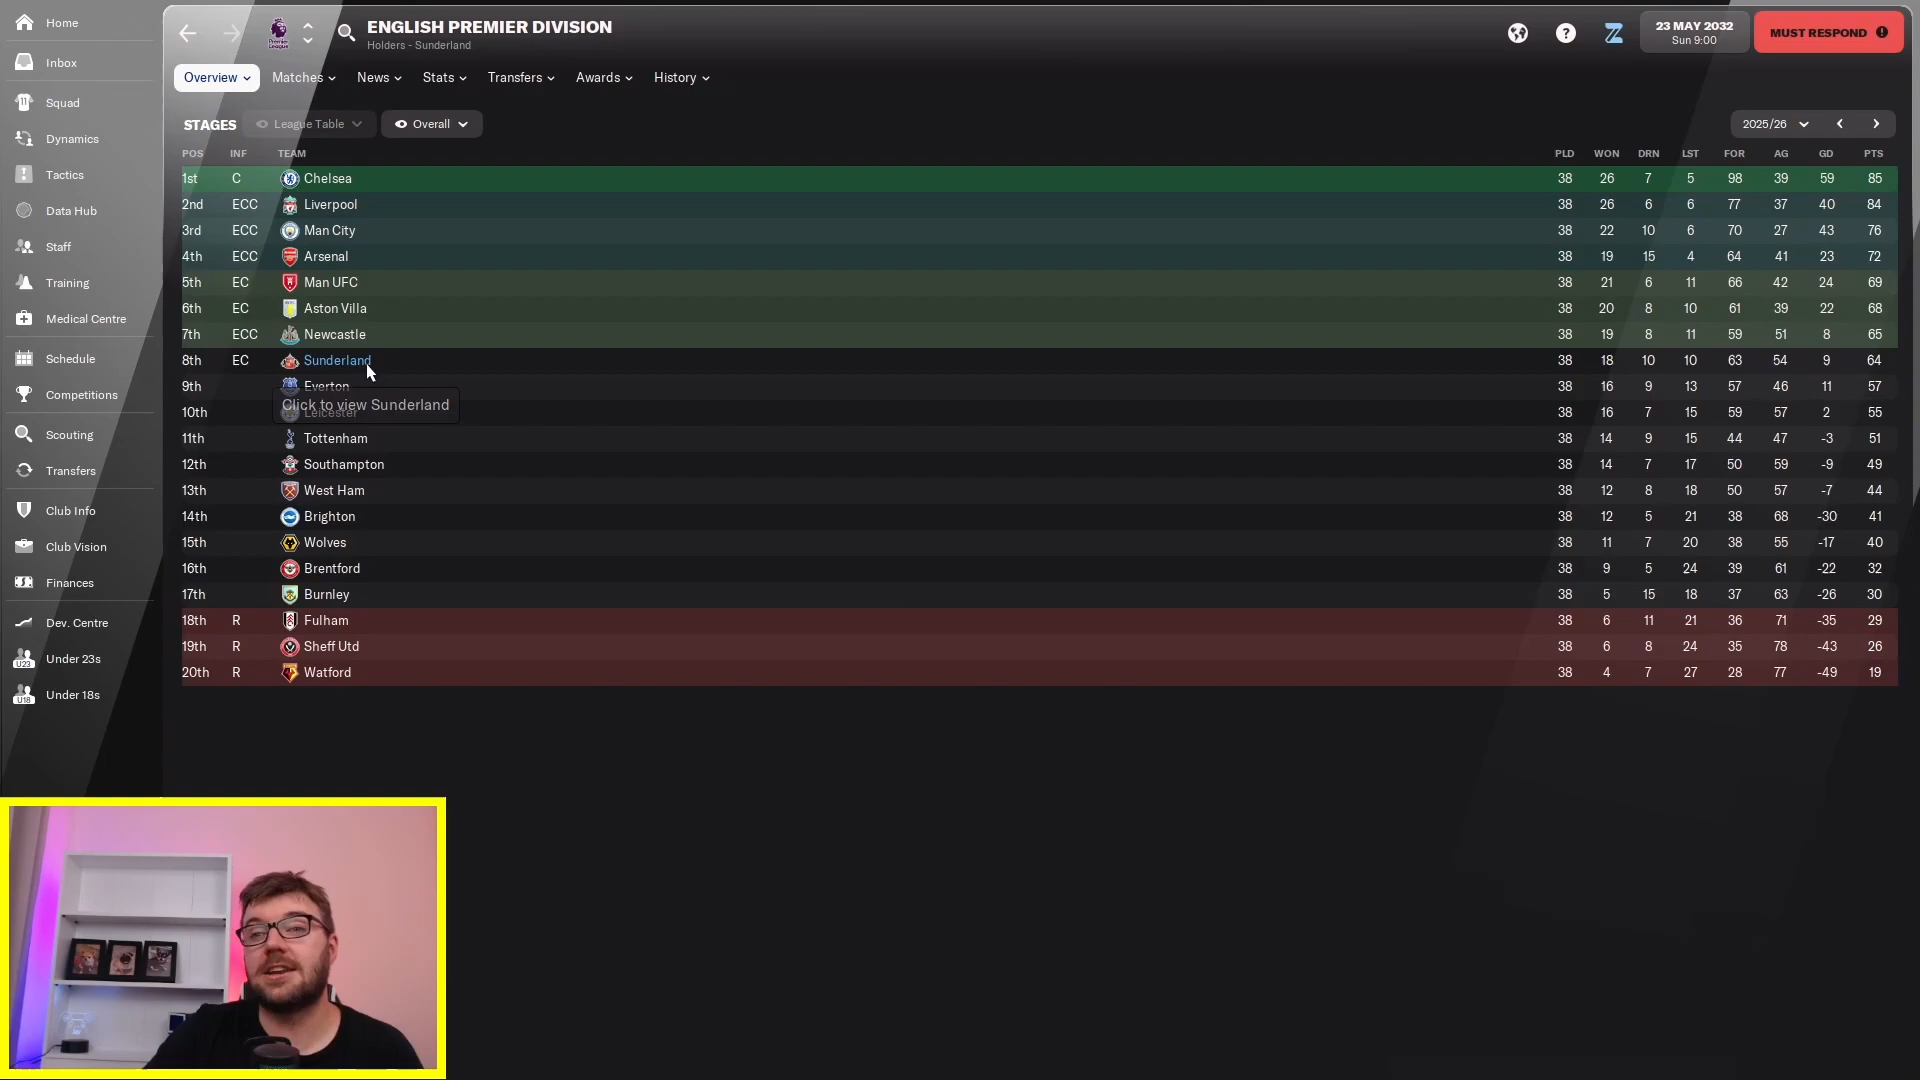 Home
Inbox
Squad
Dynamics
Tactics
Data Hub
Staff
Training
Medical Centre
Schedule
Competitions
Scouting
Transfers
Club Info
Club Vision
Finances
Dev. Centre
U23 Under 23s
U18 Under 18s
ENGLISH PREMIER DIVISION
Holders - Sunderland
23 MAY 2032
Sun 9:00
MUST RESPOND
Overview Matches News Stats Transfers Awards History
STAGES League Table Overall 2025/26
POS INF TEAM PLD WON DRN LST FOR AG GD PTS
1st C Chelsea 38 26 7 5 98 39 59 85
2nd ECC Liverpool 38 26 6 6 77 37 40 84
3rd ECC Man City 38 22 10 6 70 27 43 76
4th ECC Arsenal 38 19 15 4 64 41 23 72
5th EC Man UFC 38 21 6 11 66 42 24 69
6th EC Aston Villa 38 20 8 10 61 39 22 68
7th ECC Newcastle 38 19 8 11 59 51 8 65
8th EC Sunderland 38 18 10 10 63 54 9 64
9th Everton 38 16 9 13 57 46 11 57
Click to view Sunderland
10th Leicester 38 16 7 15 59 57 2 55
11th Tottenham 38 14 9 15 44 47 -3 51
12th Southampton 38 14 7 17 50 59 -9 49
13th West Ham 38 12 8 18 50 57 -7 44
14th Brighton 38 12 5 21 38 68 -30 41
15th Wolves 38 11 7 20 38 55 -17 40
16th Brentford 38 9 5 24 39 61 -22 32
17th Burnley 38 5 15 18 37 63 -26 30
18th R Fulham 38 6 11 21 36 71 -35 29
19th R Sheff Utd 38 6 8 24 35 78 -43 26
20th R Watford 38 4 7 27 28 77 -49 19